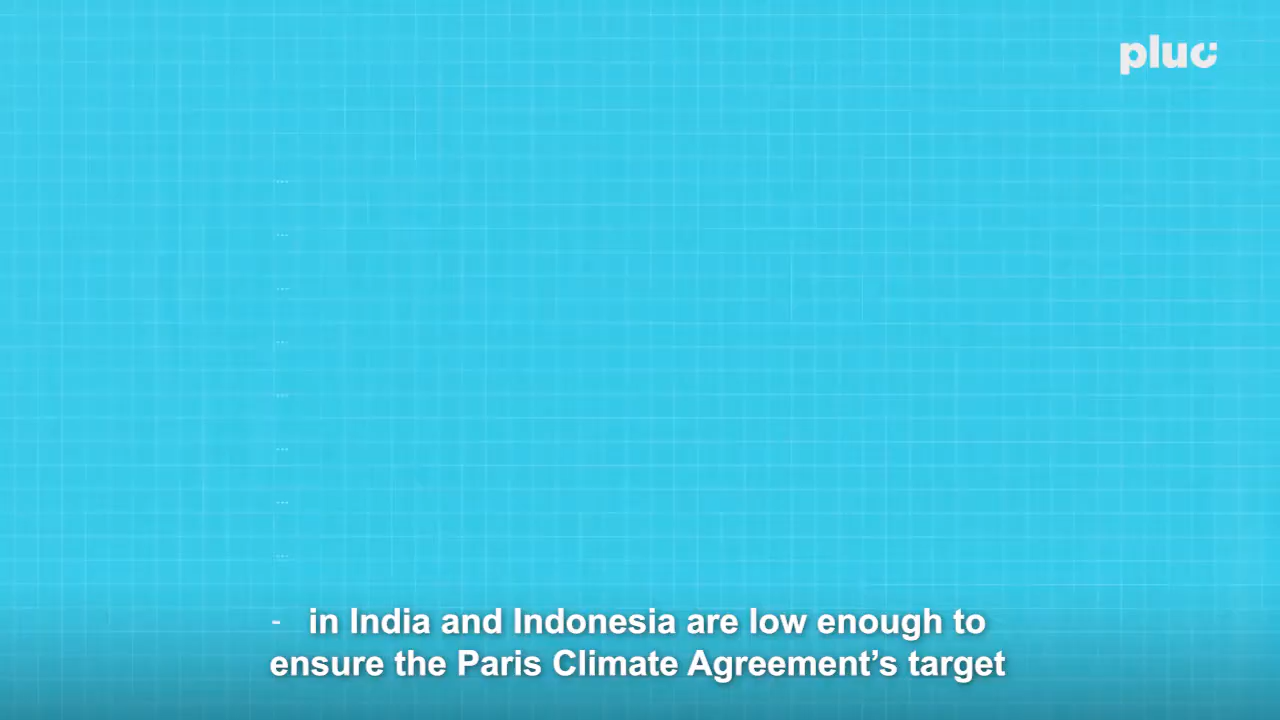 pluc
- in India and Indonesia are low enough to
ensure the Paris Climate Agreement’s target